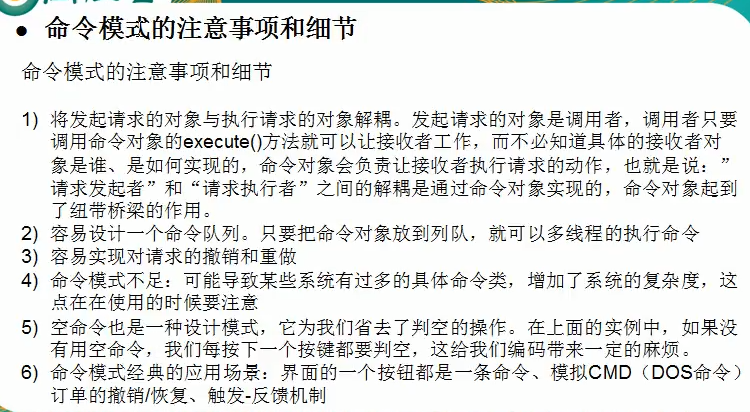 ● 命令模式的注意事项和细节
命令模式的注意事项和细节
1) 将发起请求的对象与执行请求的对象解耦。发起请求的对象是调用者，调用者只要
调用命令对象的execute()方法就可以让接收者工作，而不必知道具体的接收者对
象是谁、是如何实现的，命令对象会负责让接收者执行请求的动作，也就是说：”
请求发起者”和“请求执行者”之间的解耦是通过命令对象实现的，命令对象起到
了纽带桥梁的作用。
2) 容易设计一个命令队列。只要把命令对象放到列队，就可以多线程的执行命令
3) 容易实现对请求的撤销和重做
4) 命令模式不足：可能导致某些系统有过多的具体命令类，增加了系统的复杂度，这
点在在使用的时候要注意
5) 空命令也是一种设计模式，它为我们省去了判空的操作。在上面的实例中，如果没
有用空命令，我们每按下一个按键都要判空，这给我们编码带来一定的麻烦。
6) 命令模式经典的应用场景：界面的一个按钮都是一条命令、模拟CMD（DOS命令）
订单的撤销/恢复、触发-反馈机制